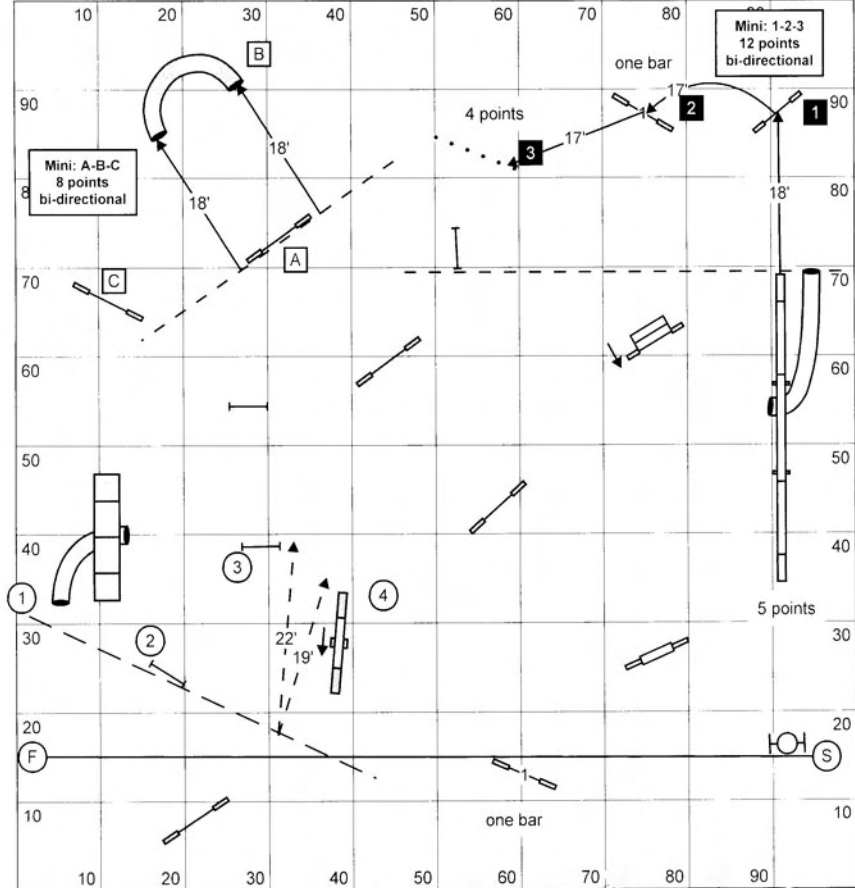 10 20 30 40 50 60 70 80 90
B
Mini: 1-2-3
12 points
bi-directional
one bar
90 17' 90
1 2 1
4 points
17'
3
18'
Mini: A-B-C
8 points
bi-directional
8 80
18' 18'
A
70 70
C
60 60
50 50
40 40
3
1 4
5 points
30 30
2 22' 19'
20 20
F S
1
10 10
one bar
10 20 30 40 50 60 70 80 90